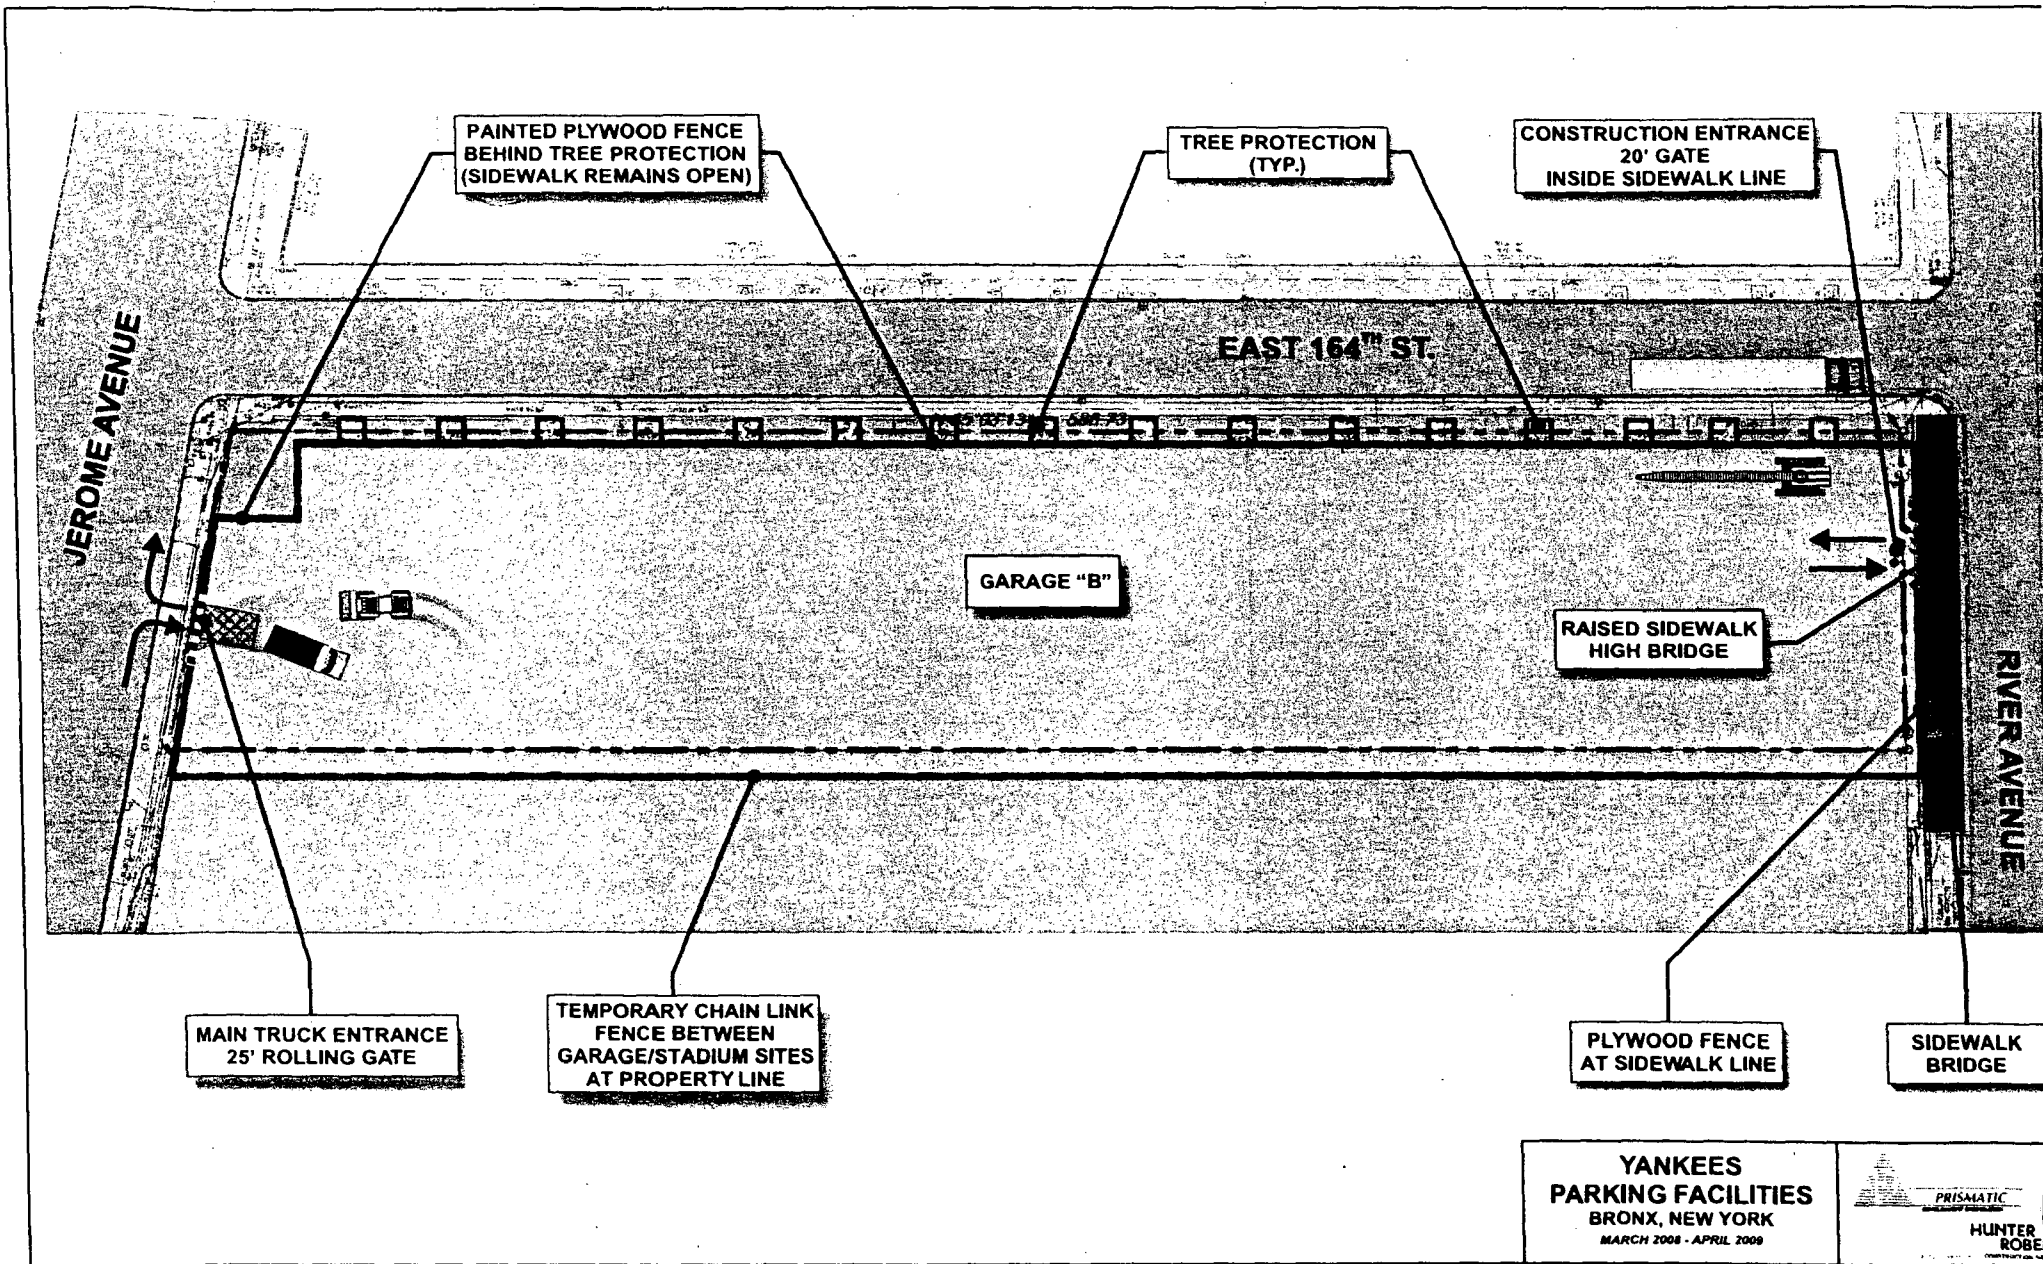 PAINTED PLYWOOD FENCE
BEHIND TREE PROTECTION
(SIDEWALK REMAINS OPEN)
TREE PROTECTION
(TYP.)
CONSTRUCTION ENTRANCE
20' GATE
INSIDE SIDEWALK LINE
EAST 164TH ST.
JEROME AVENUE
GARAGE "B"
RAISED SIDEWALK
HIGH BRIDGE
RIVER AVENUE
MAIN TRUCK ENTRANCE
25' ROLLING GATE
TEMPORARY CHAIN LINK
FENCE BETWEEN
GARAGE/STADIUM SITES
AT PROPERTY LINE
PLYWOOD FENCE
AT SIDEWALK LINE
SIDEWALK
BRIDGE
YANKEES
PARKING FACILITIES
BRONX, NEW YORK
MARCH 2008 - APRIL 2009
PRISMATIC
HUNTER
ROBE